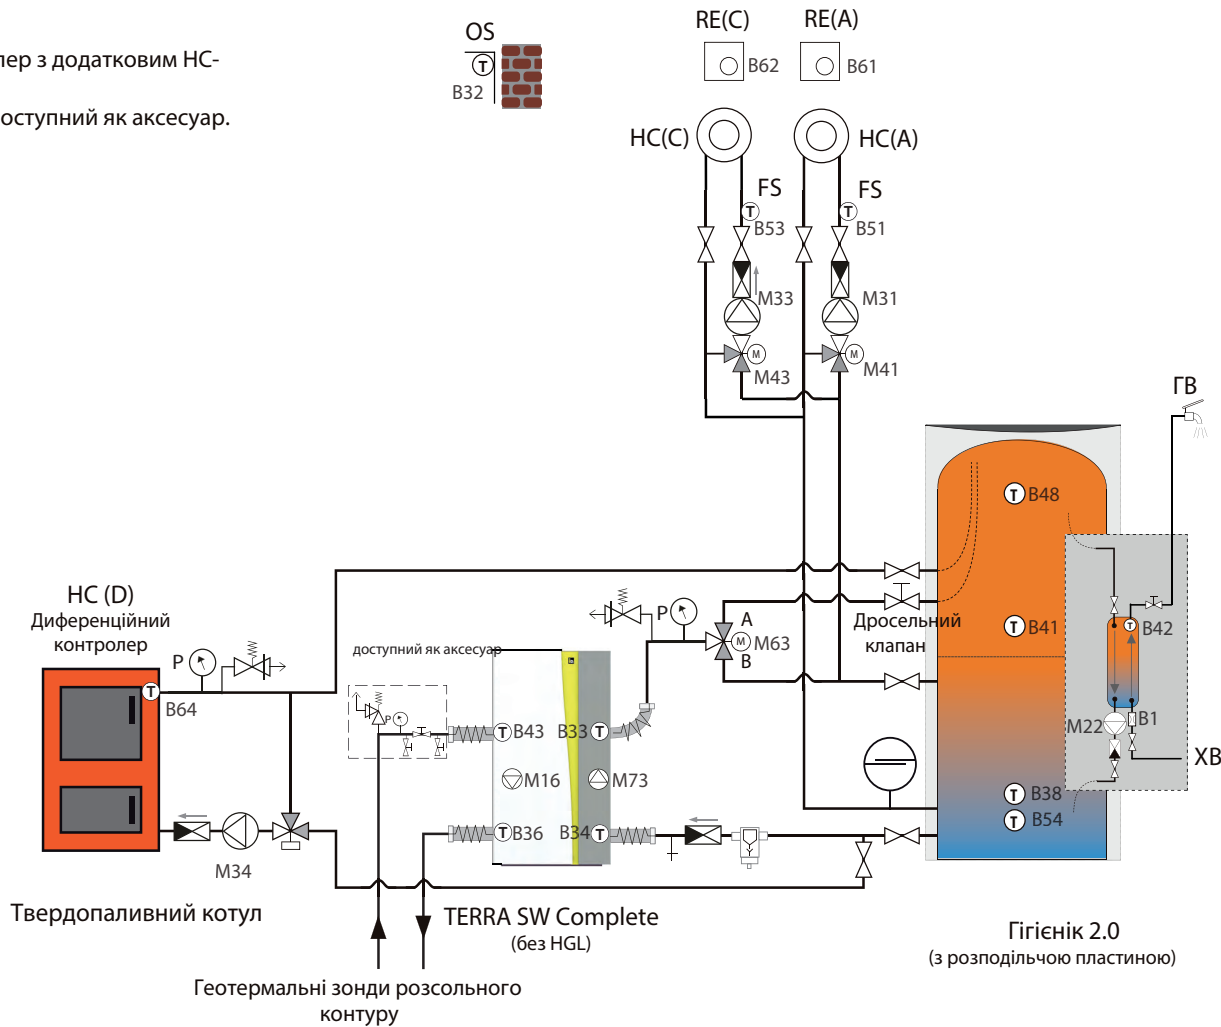 RE(C)
RE(A)
OS
пер з додатковим НС-
T
B32
B62
B61
оступний як аксесуар.
HC(C)
HC(A)
FS
FS
T
T
B53
B51
M33
M31
M
M
M43
M41
ГВ
T B48
HC (D)
Диференційний
контролер
P
A
M M63
B
Дросельний
клапан
T B41
T B42
доступний як аксесуар
P
T
B64
P
T B43
B33 T
M22
B1
ХВ
M16
M73
T B38
T B54
T B36
B34 T
M34
Твердопаливний котул
TERRA SW Complete
(без HGL)
Гігієнік 2.0
(з розподільчою пластиною)
Геотермальні зонди розсольного
контуру